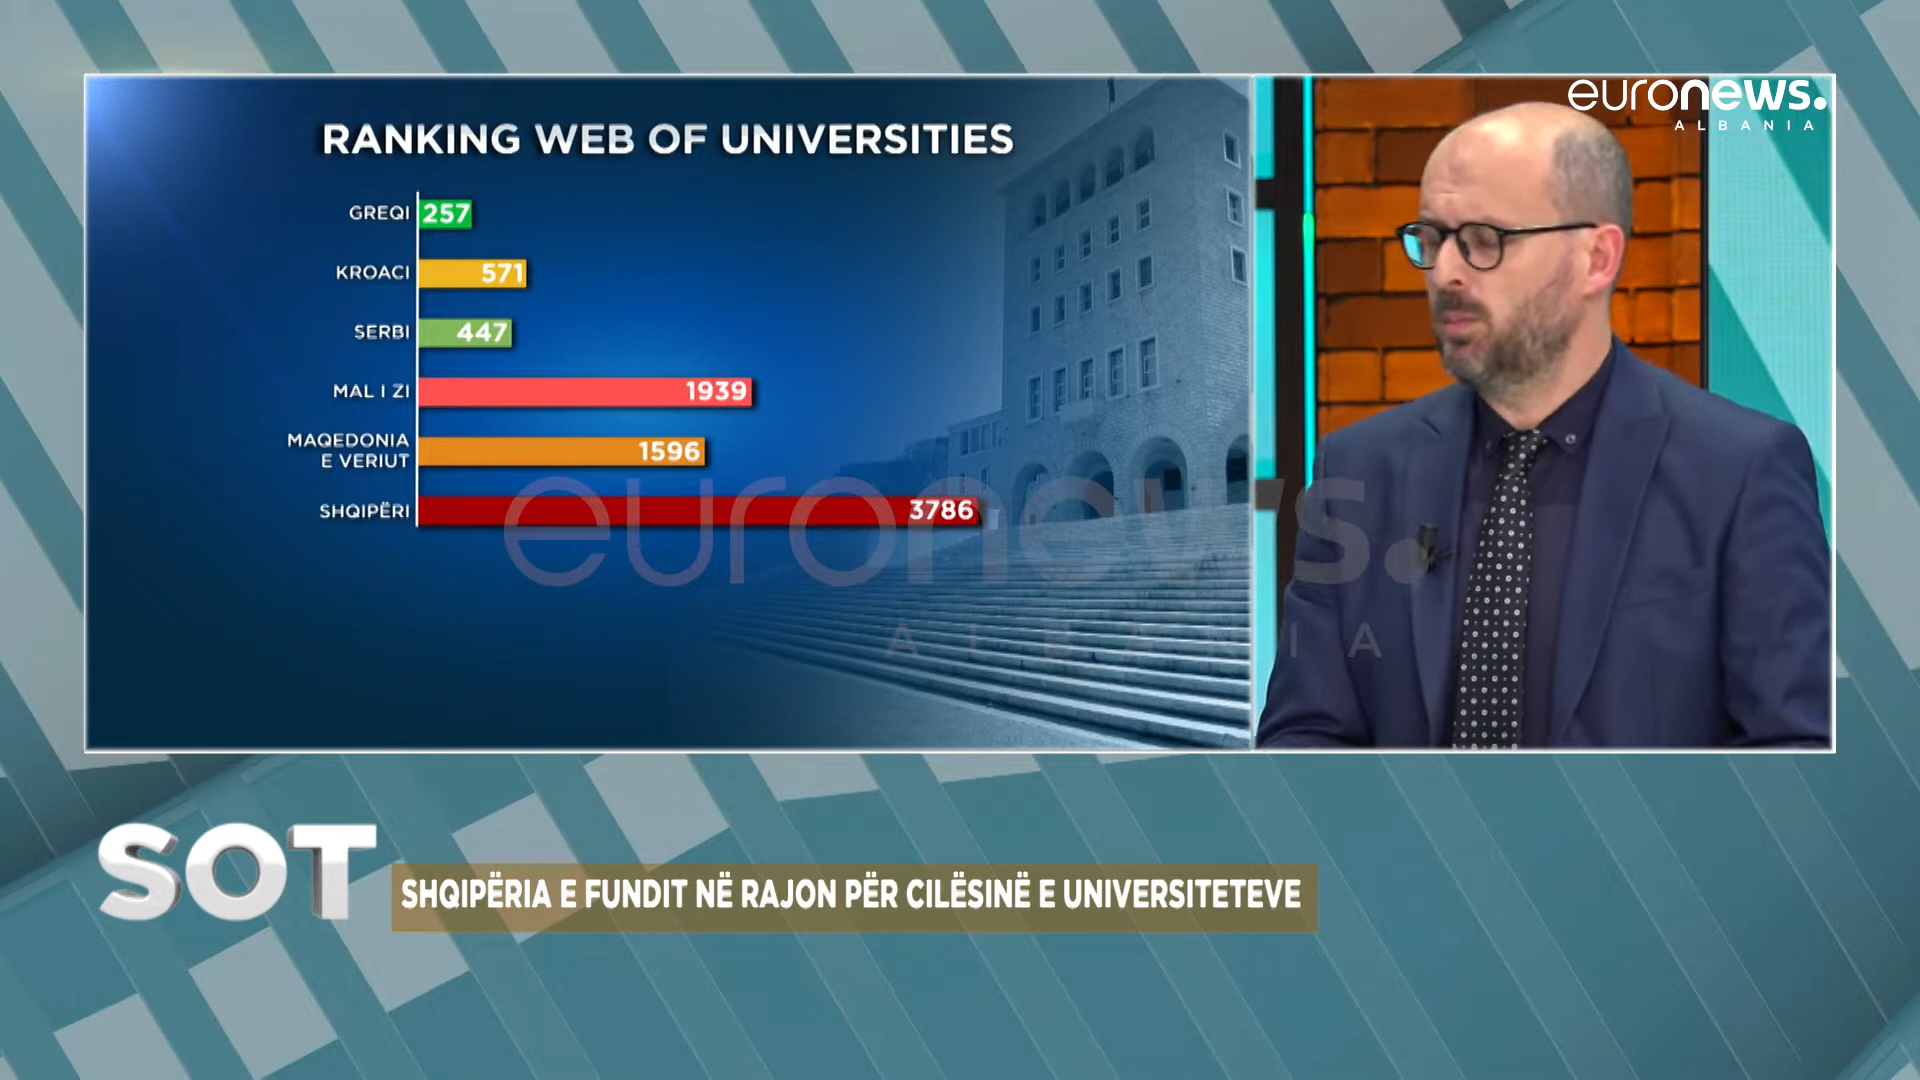 euronews.
ALBANIA
RANKING WEB OF UNIVERSITIES
GREQI 257
KROACI 571
SERBI 447
MAL I ZI 1939
MAQEDONIA
E VERIUT 1596
SHQIPËRI 3786
euronews.
ALBANIA
SOT
SHQIPËRIA E FUNDIT NË RAJON PËR CILËSINË E UNIVERSITETEVE